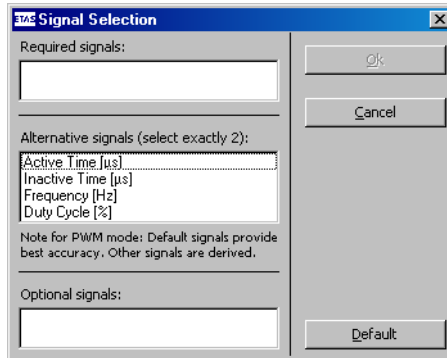 ETAS Signal Selection
Required signals:
Ok
Cancel
Alternative signals (select exactly 2):
Active Time [µs]
Inactive Time [µs]
Frequency [Hz]
Duty Cycle [%]
Note for PWM mode: Default signals provide
best accuracy. Other signals are derived.
Optional signals:
Default